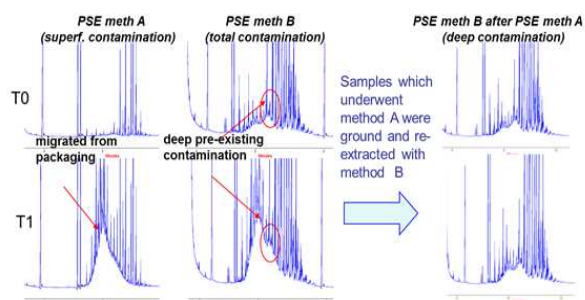 PSE meth A
(superf. contamination)
PSE meth B
(total contamination)
PSE meth B after PSE meth A
(deep contamination)
T0
migrated from
packaging
deep pre-existing
contamination
Samples which
underwent
method A were
ground and re-
extracted with
method B
T1